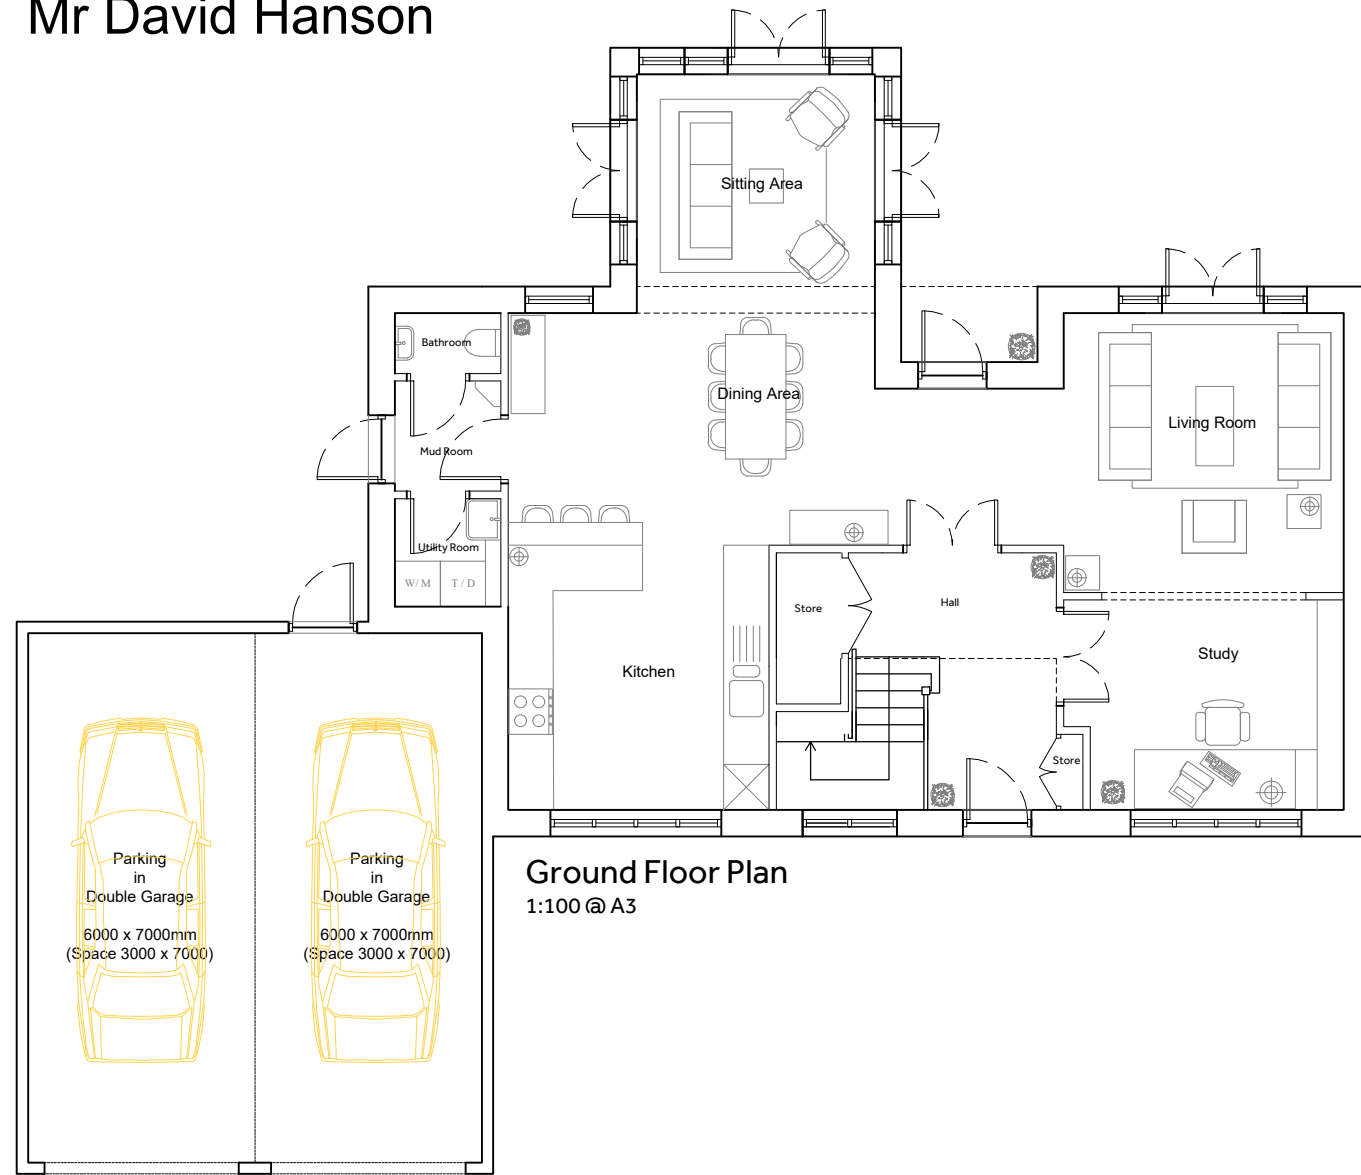 Mr David Hanson
Sitting Area
Bathroom
Dining Area
Living Room
Mud Room
Utility Room
W/M
T/D
Store
Hall
Kitchen
Study
Store
Parking
in
Double Garage
6000 x 7000mm
(Space 3000 x 7000)
Parking
in
Double Garage
6000 x 7000mm
(Space 3000 x 7000)
Ground Floor Plan
1:100 @ A3